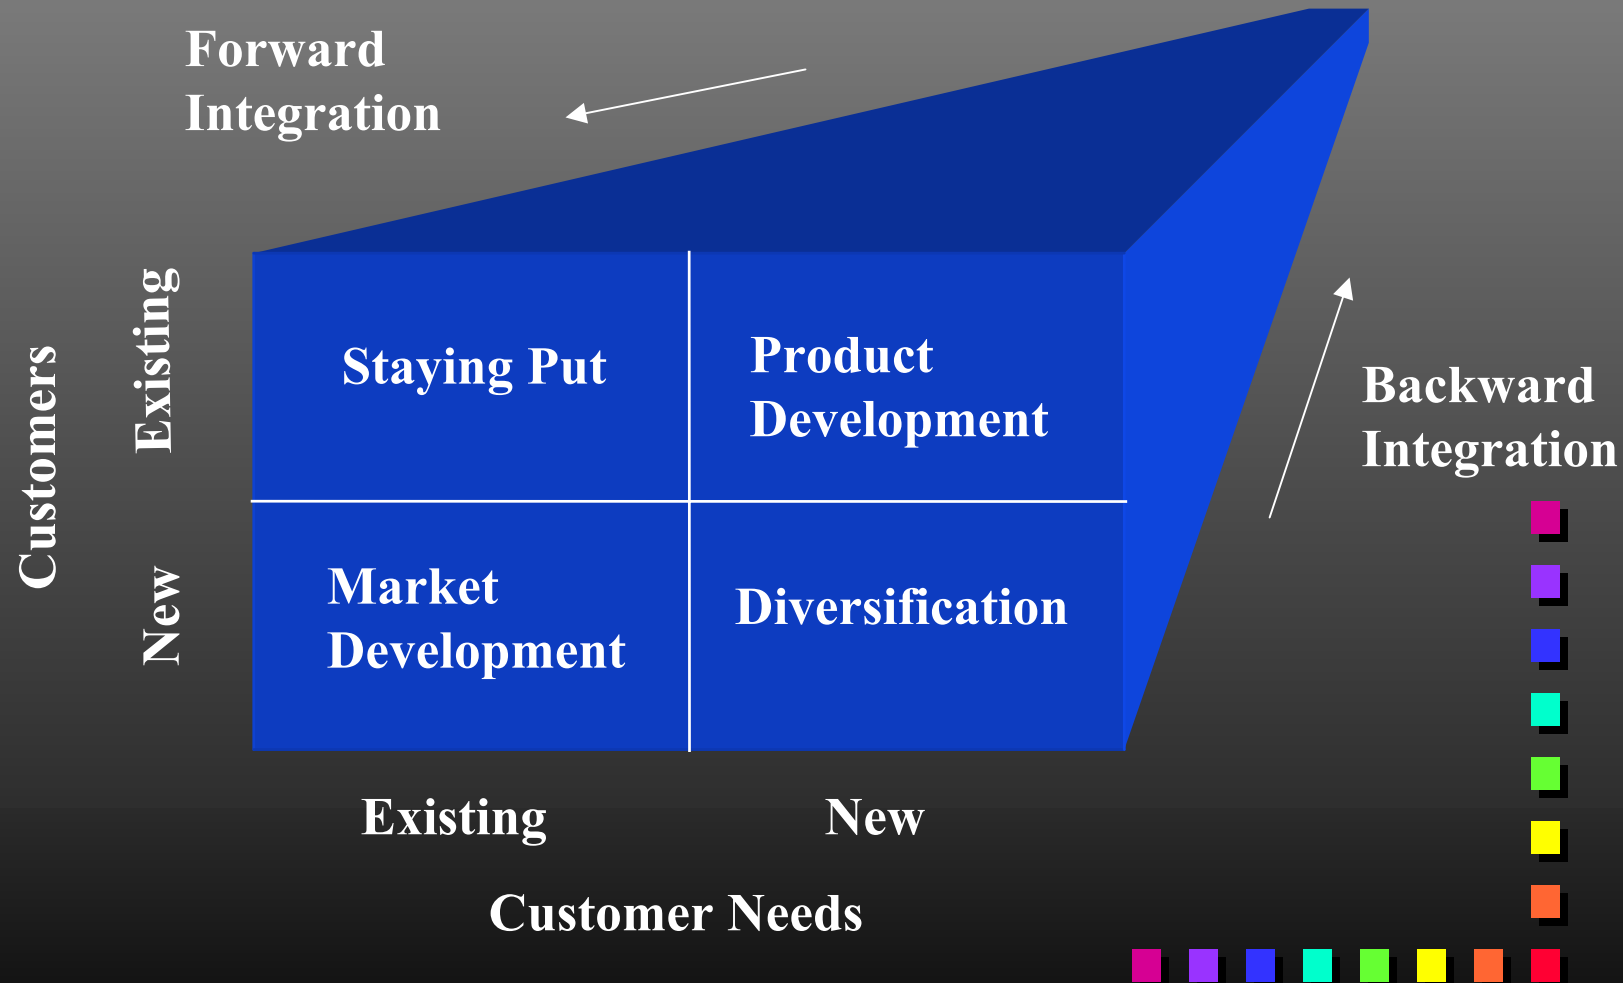 Forward
Integration
Customers
Existing
New
Staying Put
Product
Development
Market
Development
Diversification
Backward
Integration
Existing
New
Customer Needs